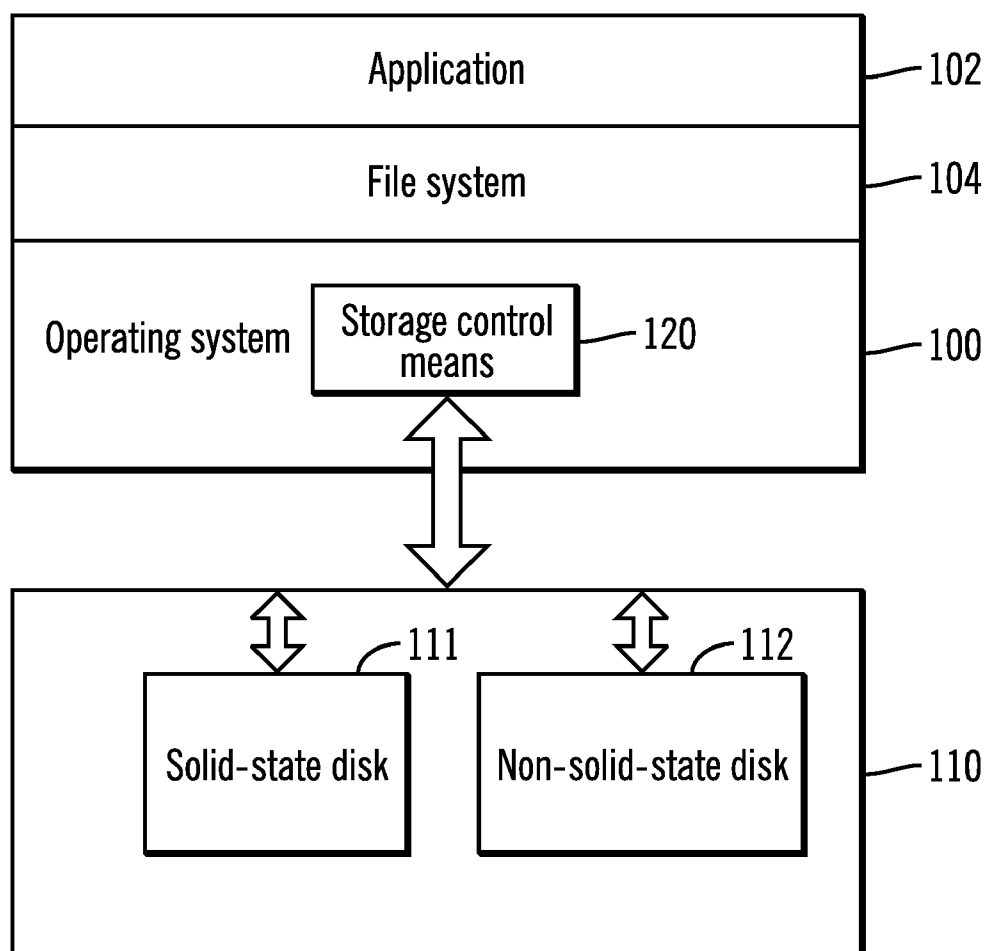 Application
102
File system
104
Operating system
Storage control
means
120
100
111
112
Solid-state disk
Non-solid-state disk
110